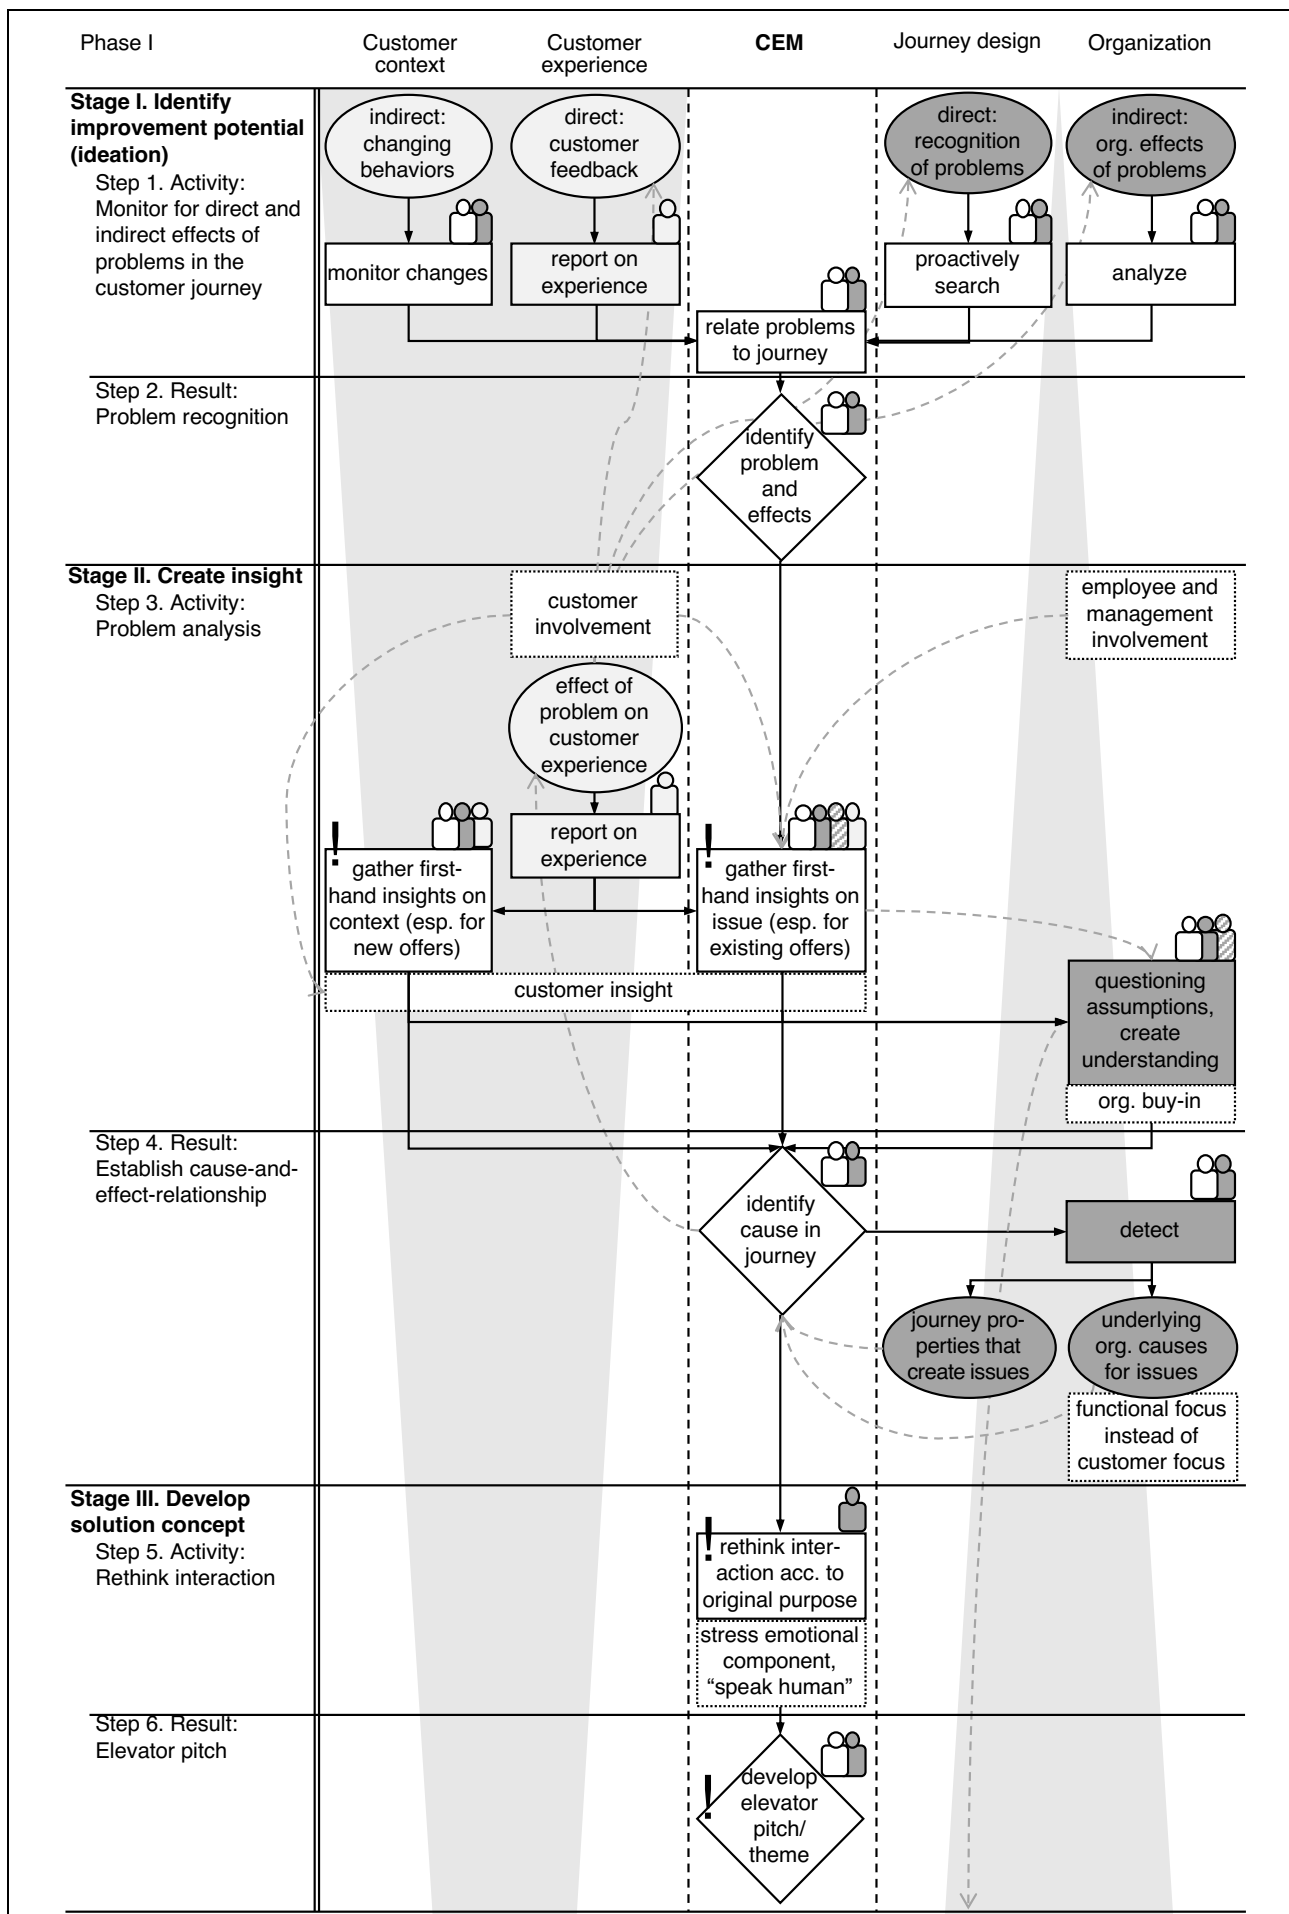 Phase I
Customer
context
Customer
experience
CEM
Journey design
Organization
Stage I. Identify
improvement potential
(ideation)
Step 1. Activity:
Monitor for direct and
indirect effects of
problems in the
customer journey
indirect:
changing
behaviors
direct:
customer
feedback
direct:
recognition
of problems
indirect:
org. effects
of problems
monitor changes
report on
experience
proactively
search
analyze
relate problems
to journey
Step 2. Result:
Problem recognition
identify
problem
and
effects
Stage II. Create insight
Step 3. Activity:
Problem analysis
customer
involvement
employee and
management
involvement
effect of
problem on
customer
experience
report on
experience
!
gather first-
hand insights on
context (esp. for
new offers)
!
gather first-
hand insights on
issue (esp. for
existing offers)
customer insight
questioning
assumptions,
create
understanding
org. buy-in
Step 4. Result:
Establish cause-and-
effect-relationship
identify
cause in
journey
detect
journey pro-
perties that
create issues
underlying
org. causes
for issues
functional focus
instead of
customer focus
Stage III. Develop
solution concept
Step 5. Activity:
Rethink interaction
!
rethink inter-
action acc. to
original purpose
stress emotional
component,
“speak human”
Step 6. Result:
Elevator pitch
!
develop
elevator
pitch/
theme